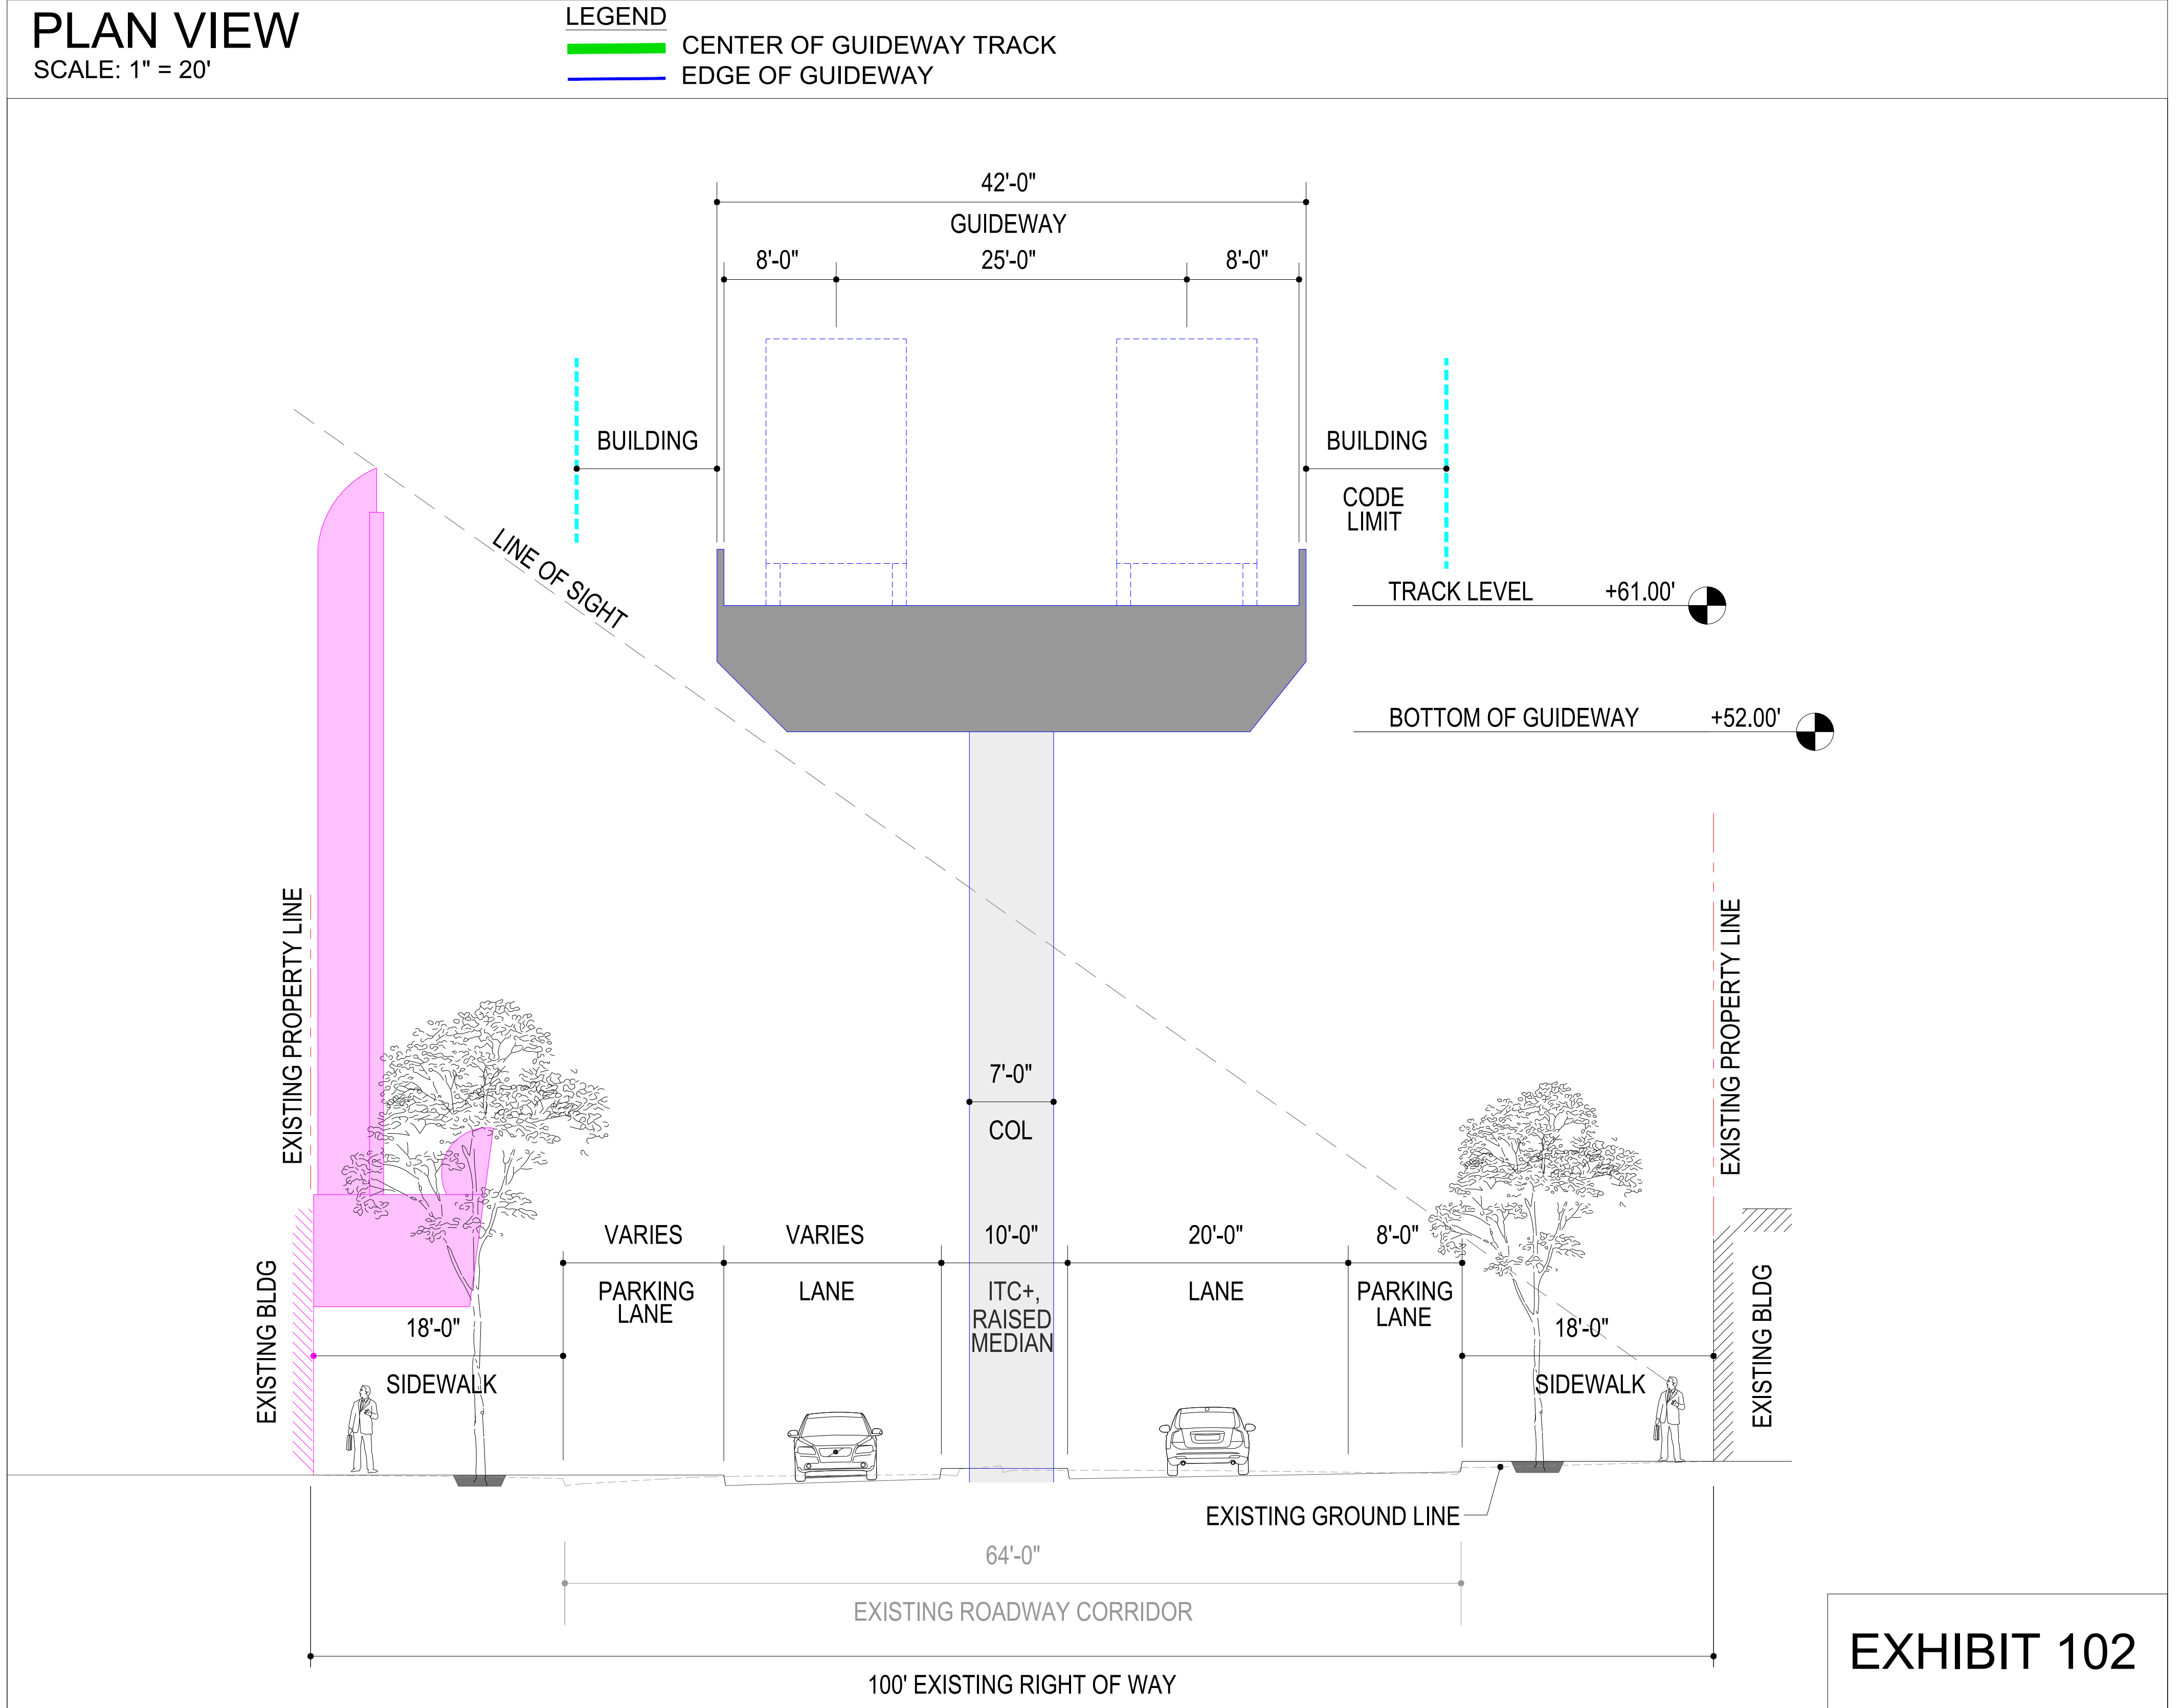 PLAN VIEW
SCALE: 1" = 20'
LEGEND
CENTER OF GUIDEWAY TRACK
EDGE OF GUIDEWAY
42'-0"
GUIDEWAY
8'-0"
25'-0"
8'-0"
BUILDING
BUILDING
CODE
LIMIT
LINE OF SIGHT
TRACK LEVEL +61.00'
BOTTOM OF GUIDEWAY +52.00'
EXISTING PROPERTY LINE
EXISTING PROPERTY LINE
7'-0"
COL
VARIES
VARIES
10'-0"
20'-0"
8'-0"
PARKING
LANE
LANE
ITC+,
RAISED
MEDIAN
LANE
PARKING
LANE
EXISTING BLDG
EXISTING BLDG
18'-0"
SIDEWALK
18'-0"
SIDEWALK
EXISTING GROUND LINE
64'-0"
EXISTING ROADWAY CORRIDOR
100' EXISTING RIGHT OF WAY
EXHIBIT 102